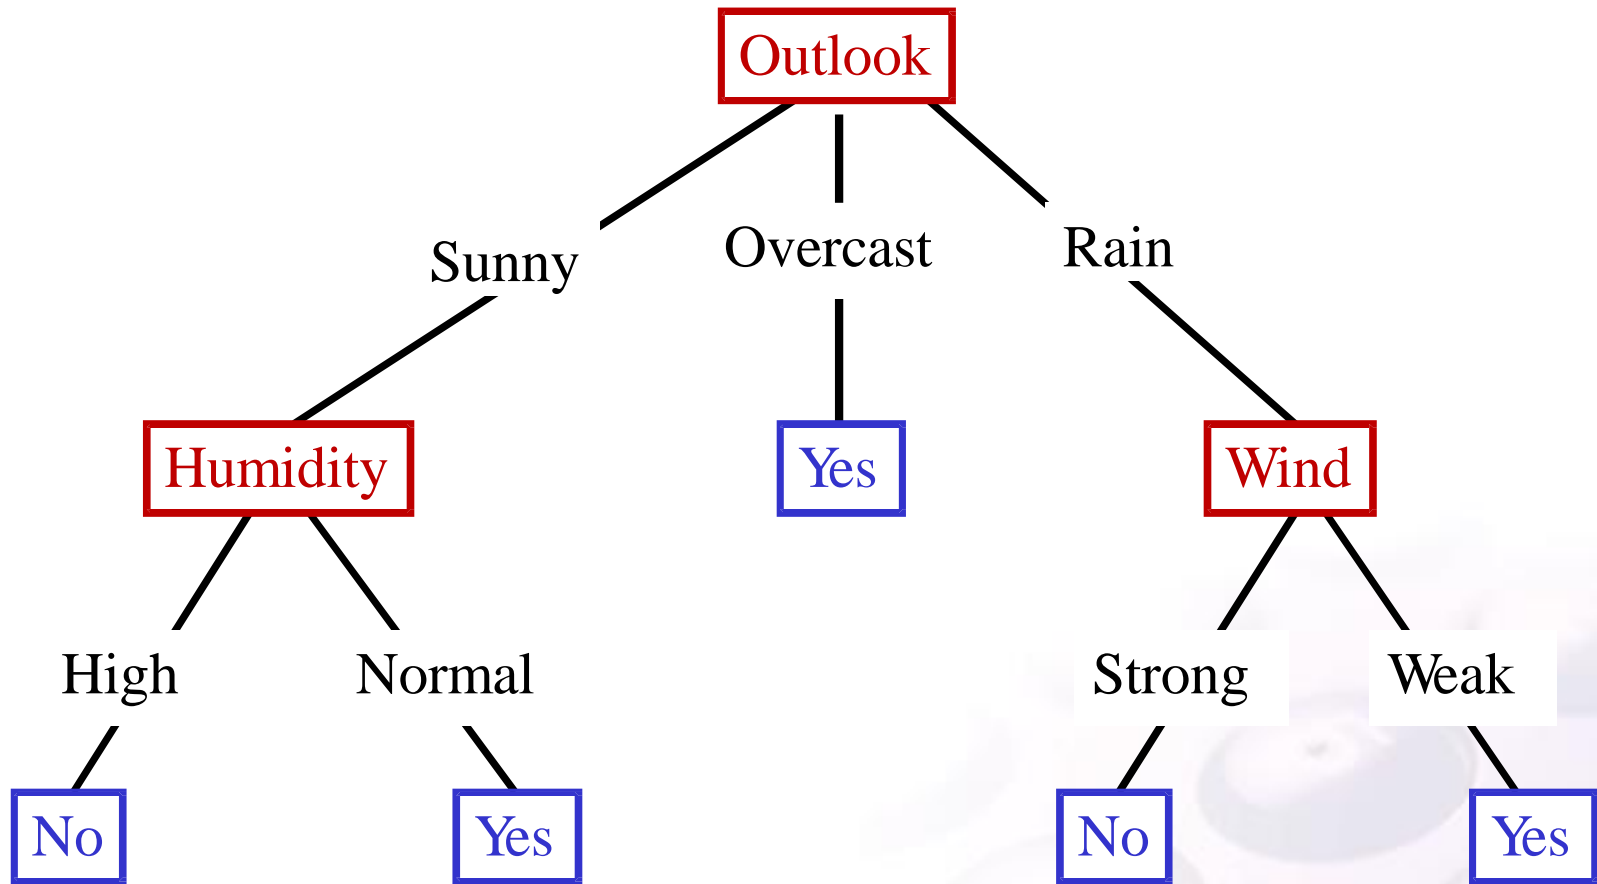 Outlook
Sunny
Overcast
Rain
Humidity
Yes
Wind
High
Normal
Strong
Weak
No
Yes
No
Yes